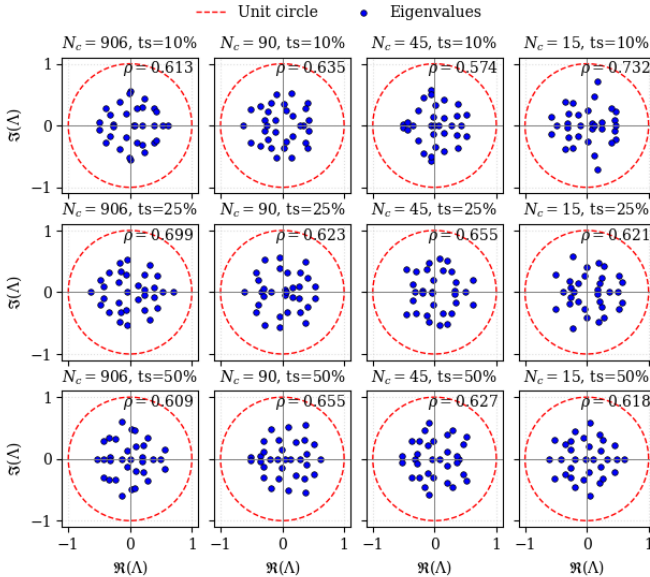 Unit circle Eigenvalues
N_c = 906, ts=10% N_c = 90, ts=10% N_c = 45, ts=10% N_c = 15, ts=10%
1 ρ = 0.613 ρ = 0.635 ρ = 0.574 ρ = 0.732
ℑ(Λ) 0
−1
N_c = 906, ts=25% N_c = 90, ts=25% N_c = 45, ts=25% N_c = 15, ts=25%
1 ρ = 0.699 ρ = 0.623 ρ = 0.655 ρ = 0.621
ℑ(Λ) 0
−1
N_c = 906, ts=50% N_c = 90, ts=50% N_c = 45, ts=50% N_c = 15, ts=50%
1 ρ = 0.609 ρ = 0.655 ρ = 0.627 ρ = 0.618
ℑ(Λ) 0
−1
−1 0 1 −1 0 1 −1 0 1 −1 0 1
ℜ(Λ) ℜ(Λ) ℜ(Λ) ℜ(Λ)